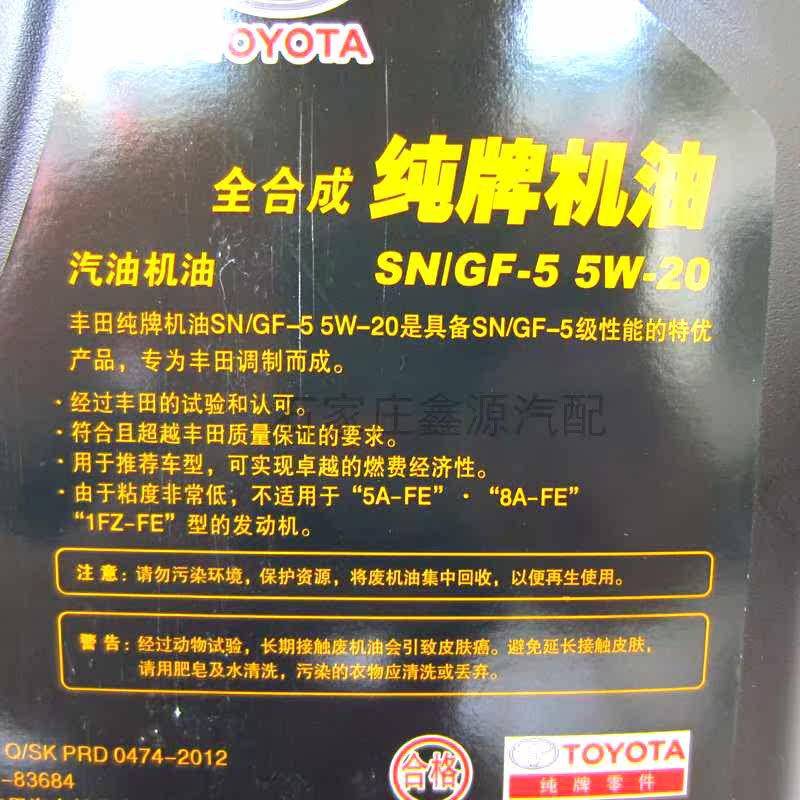 TOYOTA
全合成 纯牌机油
汽油机油 SN/GF-5 5W-20
丰田纯牌机油SN/GF-5 5W-20是具备SN/GF-5级性能的特优
产品，专为丰田调制而成。
·经过丰田的试验和认可。
石家庄鑫源汽配
·符合且超越丰田质量保证的要求。
·用于推荐车型，可实现卓越的燃费经济性。
·由于粘度非常低，不适用于“5A-FE”·“8A-FE”
“1FZ-FE”型的发动机。
注意：请勿污染环境，保护资源，将废机油集中回收，以便再生使用。
警告：经过动物试验，长期接触废机油会引致皮肤癌。避免延长接触皮肤，
请用肥皂及水清洗，污染的衣物应清洗或丢弃。
Q/SK PRD 0474-2012
-83684
合格
TOYOTA
纯牌零件